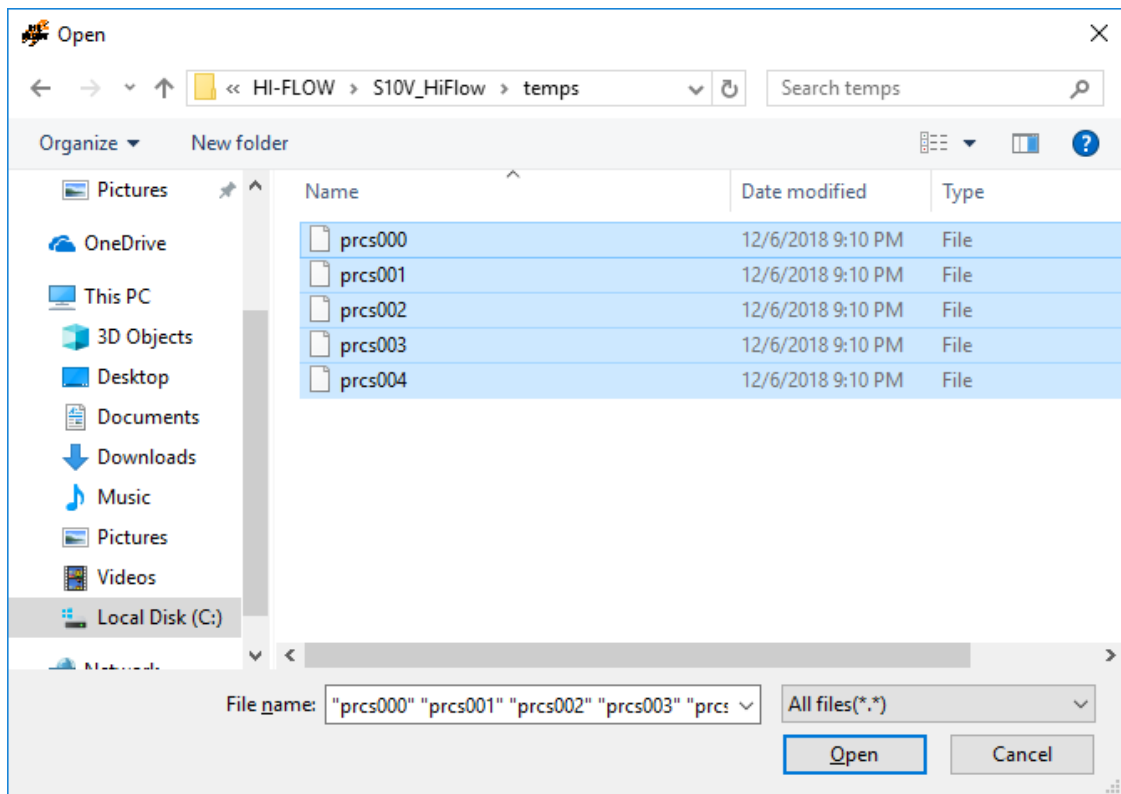 Open
« HI-FLOW > S10V_HiFlow > temps
Search temps
Organize
New folder
Pictures
OneDrive
This PC
3D Objects
Desktop
Documents
Downloads
Music
Pictures
Videos
Local Disk (C:)
Name Date modified Type
prcs000 12/6/2018 9:10 PM File
prcs001 12/6/2018 9:10 PM File
prcs002 12/6/2018 9:10 PM File
prcs003 12/6/2018 9:10 PM File
prcs004 12/6/2018 9:10 PM File
File name: "prcs000" "prcs001" "prcs002" "prcs003" "prcs
All files(*.*)
Open Cancel